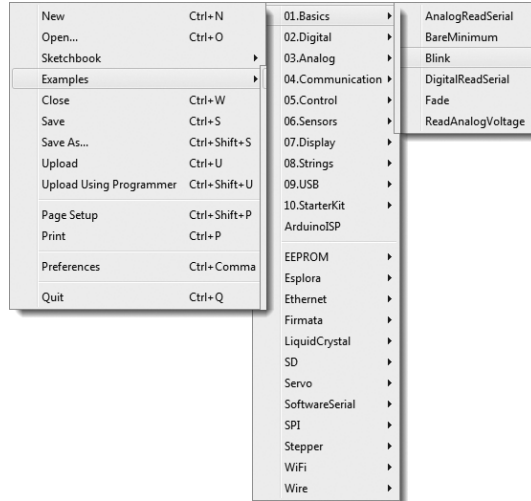 New Ctrl+N
Open... Ctrl+O
Sketchbook
Examples
Close Ctrl+W
Save Ctrl+S
Save As... Ctrl+Shift+S
Upload Ctrl+U
Upload Using Programmer Ctrl+Shift+U
Page Setup Ctrl+Shift+P
Print Ctrl+P
Preferences Ctrl+Comma
Quit Ctrl+Q
01.Basics
02.Digital
03.Analog
04.Communication
05.Control
06.Sensors
07.Display
08.Strings
09.USB
10.StarterKit
ArduinoISP
EEPROM
Esplora
Ethernet
Firmata
LiquidCrystal
SD
Servo
SoftwareSerial
SPI
Stepper
WiFi
Wire
AnalogReadSerial
BareMinimum
Blink
DigitalReadSerial
Fade
ReadAnalogVoltage